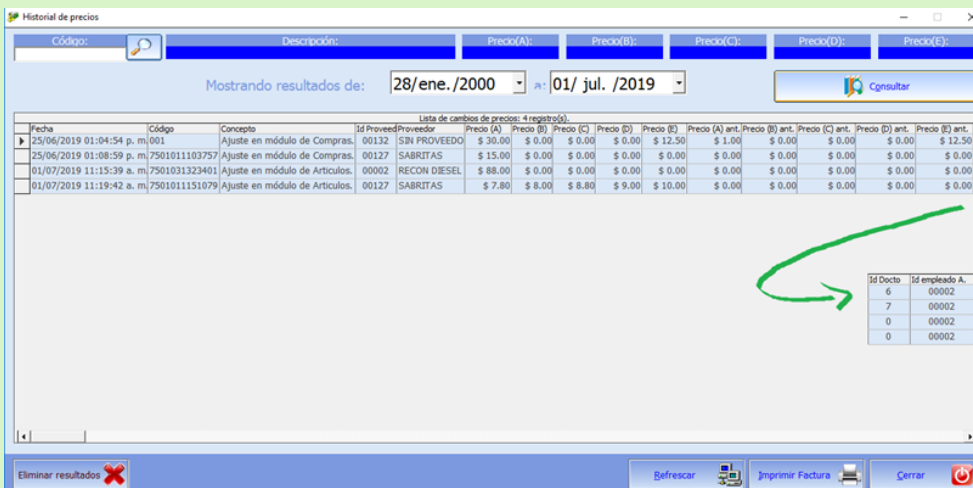 Historial de precios
Código: Descripción: Precio(A): Precio(B): Precio(C): Precio(D): Precio(E):
Mostrando resultados de: 28/ene./2000 a: 01/ jul. /2019 Consultar
Lista de cambios de precios: 4 registro(s).
Fecha Código Concepto Id Proveed Proveedor Precio (A) Precio (B) Precio (C) Precio (D) Precio (E) Precio (A) ant. Precio (B) ant. Precio (C) ant. Precio (D) ant. Precio (E) ant.
25/06/2019 01:04:54 p. m. 001 Ajuste en módulo de Compras. 00132 SIN PROVEEDO $ 30.00 $ 0.00 $ 0.00 $ 0.00 $ 12.50 $ 1.00 $ 0.00 $ 0.00 $ 0.00 $ 12.50
25/06/2019 01:08:59 p. m. 7501011103757 Ajuste en módulo de Compras. 00127 SABRITAS $ 15.00 $ 0.00 $ 0.00 $ 0.00 $ 0.00 $ 0.00 $ 0.00 $ 0.00 $ 0.00 $ 0.00
01/07/2019 11:15:39 a. m. 7501031323401 Ajuste en módulo de Articulos. 00002 RECON DIESEL $ 88.00 $ 0.00 $ 0.00 $ 0.00 $ 0.00 $ 0.00 $ 0.00 $ 0.00 $ 0.00 $ 0.00
01/07/2019 11:19:42 a. m. 7501011151079 Ajuste en módulo de Articulos. 00127 SABRITAS $ 7.80 $ 8.00 $ 8.80 $ 9.00 $ 10.00 $ 0.00 $ 0.00 $ 0.00 $ 0.00 $ 0.00
Id Docto Id empleado A.
6 00002
7 00002
0 00002
0 00002
Eliminar resultados Refrescar Imprimir Factura Cerrar